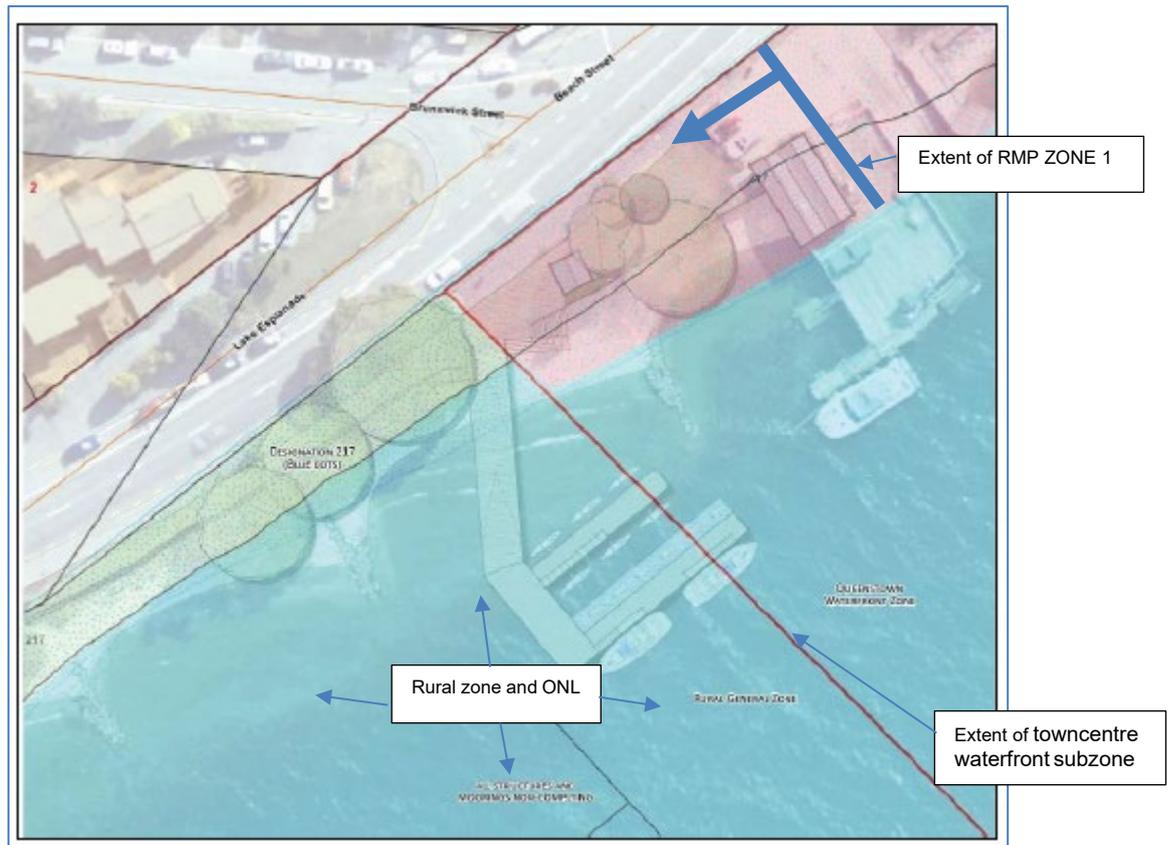 Brunswick Street
Beach Street
Extent of RMP ZONE 1
2
Lake Esplanade
DESIGNATION 217
(BLUE DOTS)
QUEENSTOWN
WATERFRONT ZONE
217
Rural zone and ONL
RURAL GENERAL ZONE
Extent of towncentre
waterfront subzone
ALL STRUCTURES AND
MOORINGS NON-COMPLYING